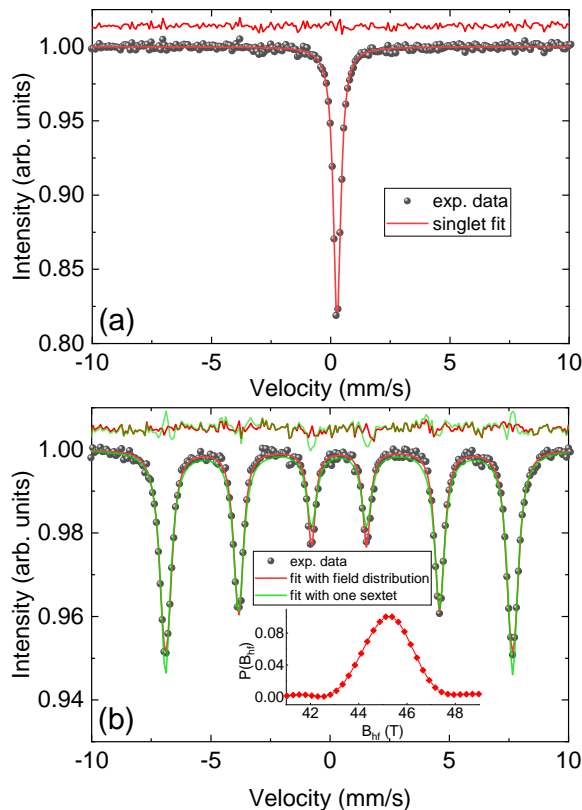 1.00
0.95
0.90
0.85
0.80
Intensity (arb. units)
exp. data
singlet fit
(a)
-10 -5 0 5 10
Velocity (mm/s)
1.00
0.98
0.96
0.94
Intensity (arb. units)
exp. data
fit with field distribution
fit with one sextet
0.08
0.04
0.00
P(B_hf)
42 44 46 48
B_hf (T)
(b)
-10 -5 0 5 10
Velocity (mm/s)